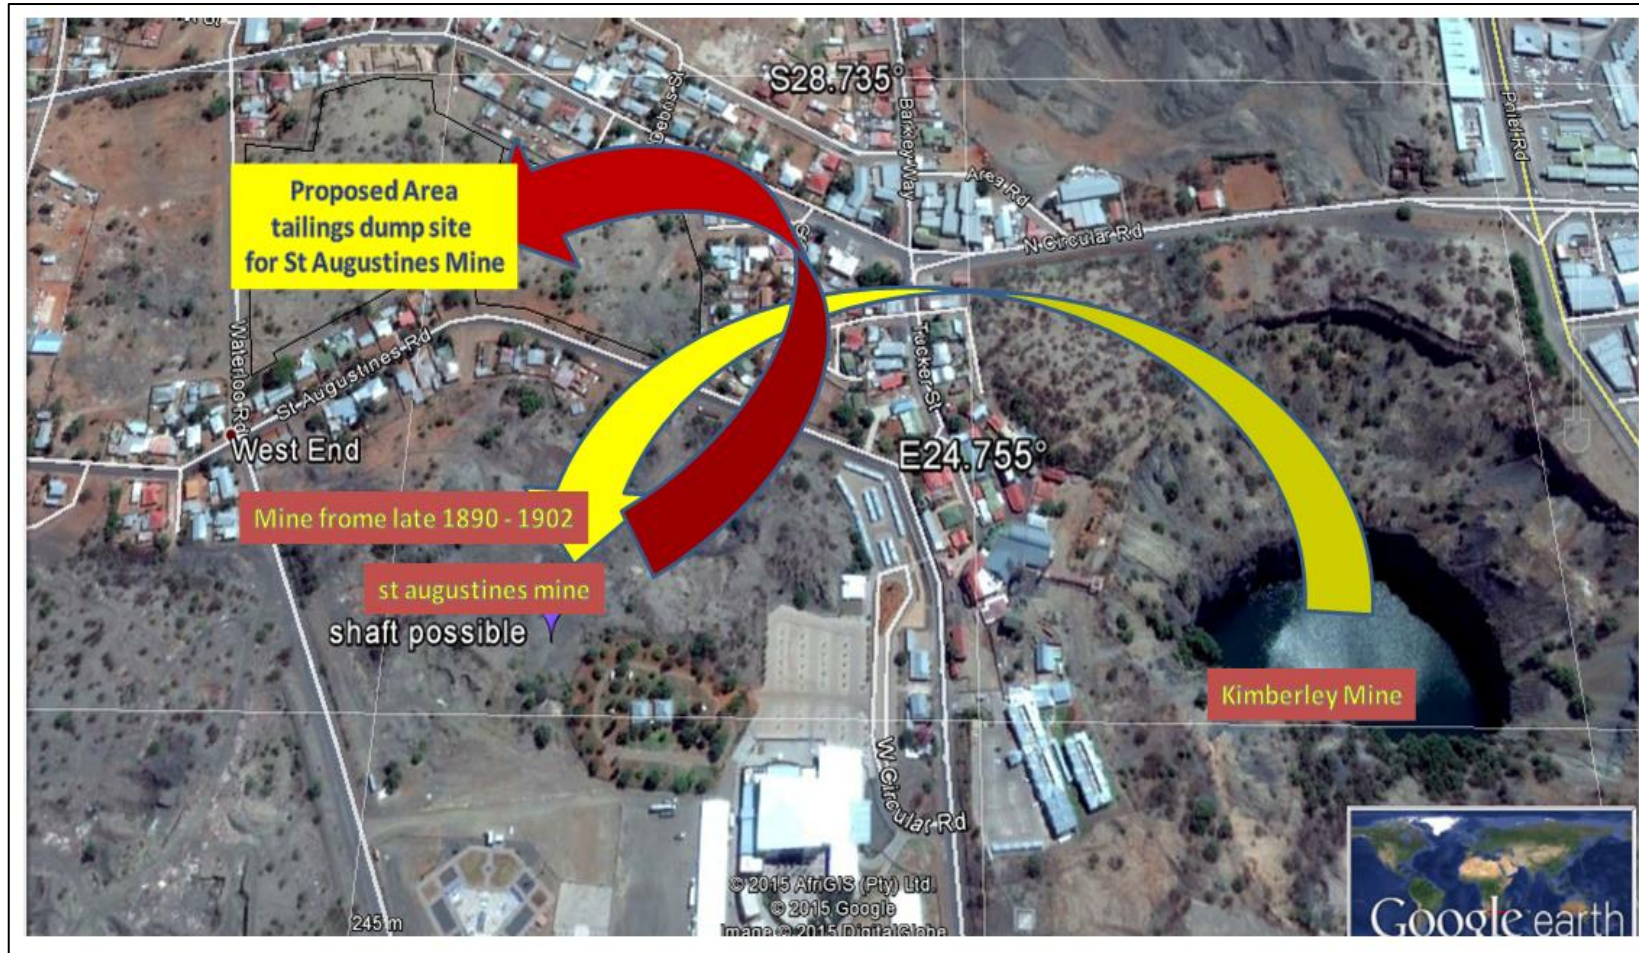 S28.735°
Debris St
Barkey Way
Pniel Rd
Area Rd
N Circular Rd
Proposed Area
tailings dump site
for St Augustines Mine
Waterloo Rd
St Augustines Rd
Tucker St
West End
E24.755°
Mine frome late 1890 - 1902
st augustines mine
shaft possible
Kimberley Mine
W Circular Rd
© 2015 AfriGIS (Pty) Ltd.
© 2015 Google
Image © 2015 DigitalGlobe
245 m
Google earth